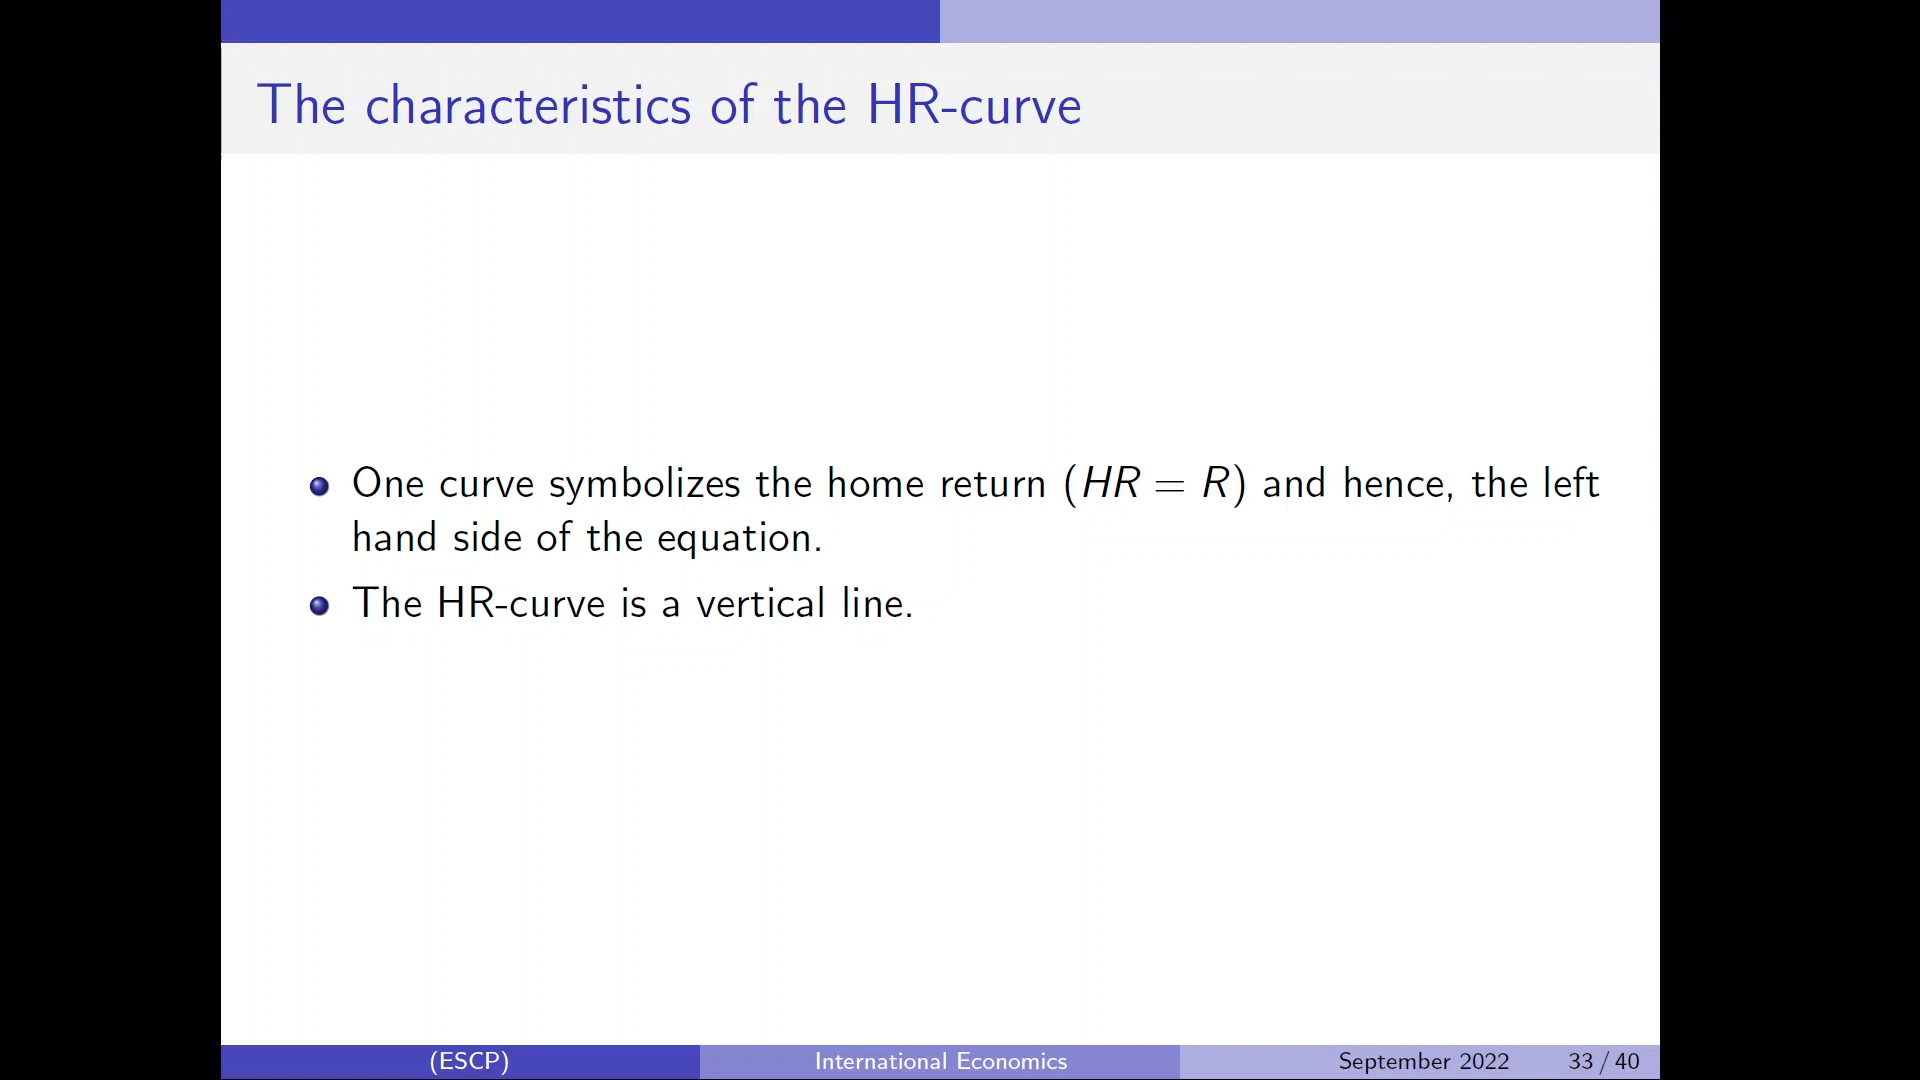 The characteristics of the HR-curve
One curve symbolizes the home return (HR = R) and hence, the left
hand side of the equation.
The HR-curve is a vertical line.
(ESCP) International Economics September 2022 33 / 40